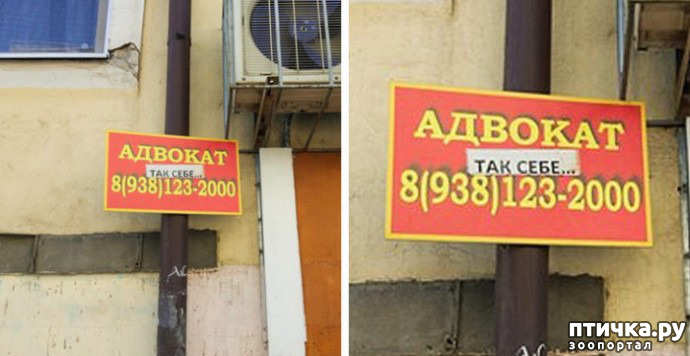 АДВОКАТ
ТАК СЕБЕ...
8(938)123-2000
АДВОКАТ
ТАК СЕБЕ...
8(938)123-2000
птичка.ру
зоопортал